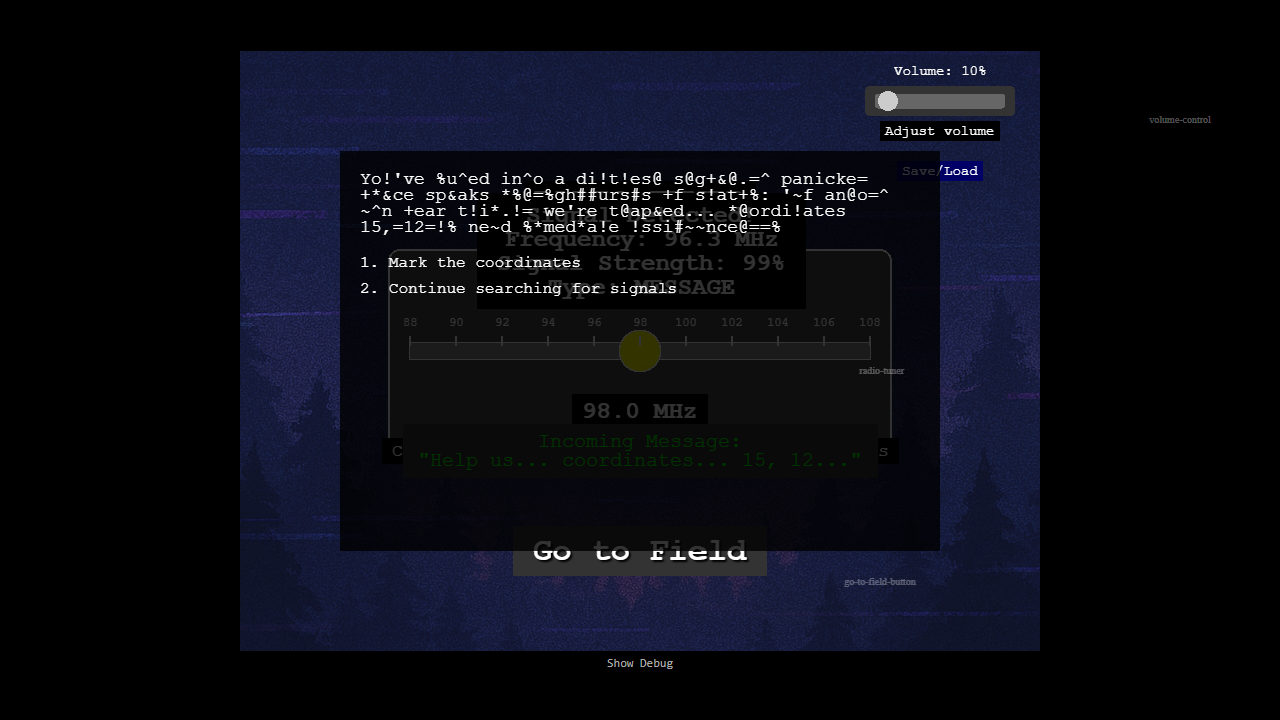 Volume: 10%
volume-control
Adjust volume
Save/Load
Yo!'ve %u^ed in^o a di!t!es@ s@g+&@.=^ panicke=
+*&ce sp&aks *%@=%gh##urs#s +f s!at+%: '~f an@o=^
~^n +ear t!i*.!= we're t@ap&ed... *@ordi!ates
15,=12=!% ne~d %*med*a!e !ssi#~~nce@==%
Signal Detected
Frequency: 96.3 MHz
1. Mark the coordinates
Signal Strength: 99%
2. Continue searching for signals
Type: MESSAGE
88 90 92 94 96 98 100 102 104 106 108
radio-tuner
98.0 MHz
Incoming Message:
C s
"Help us... coordinates... 15, 12..."
Go to Field
go-to-field-button
Show Debug